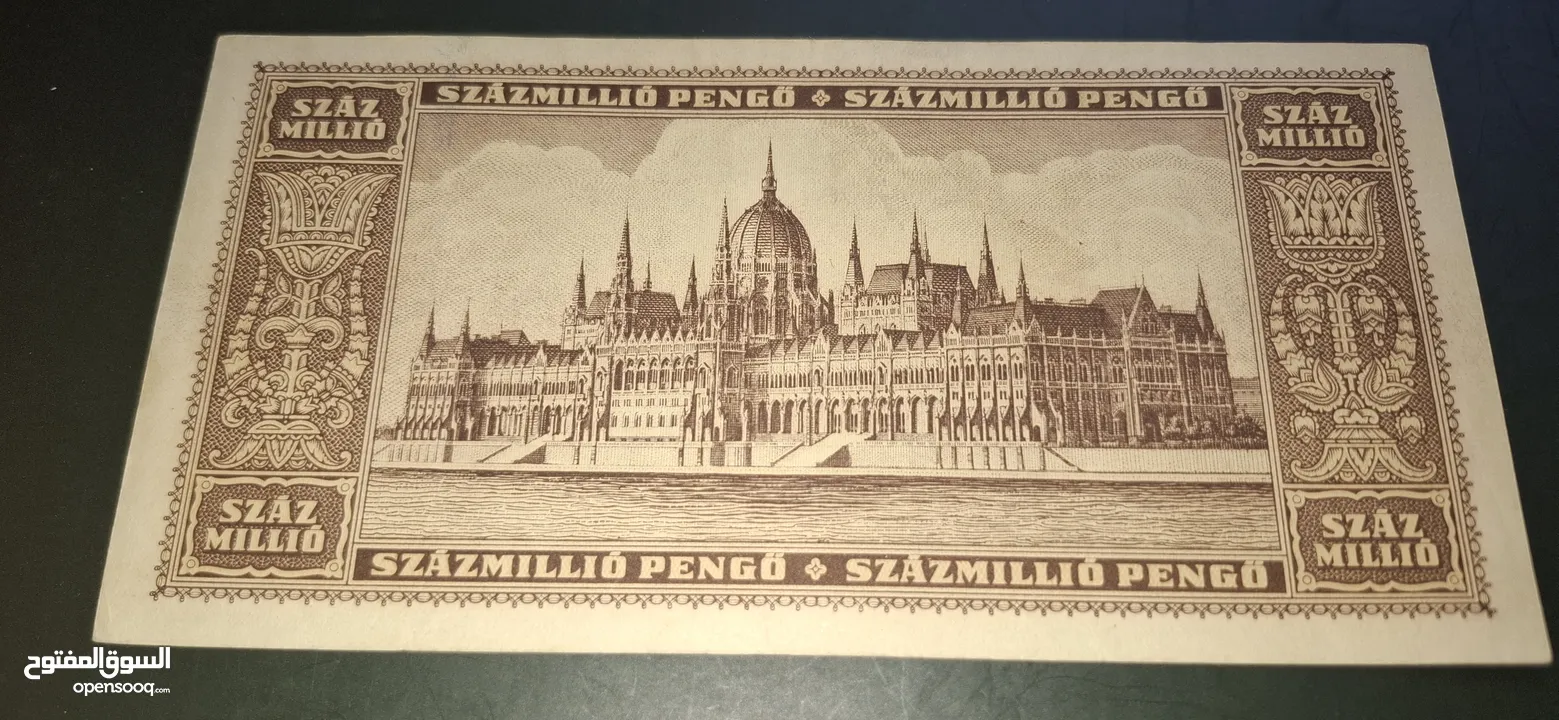 SZÁZMILLIÓ PENGŐ SZÁZMILLIÓ PENGŐ
SZÁZ
MILLIÓ
SZÁZ
MILLIÓ
SZÁZ
MILLIÓ
SZÁZ
MILLIÓ
SZÁZMILLIÓ PENGŐ SZÁZMILLIÓ PENGŐ
السوق المفتوح
opensooq.com